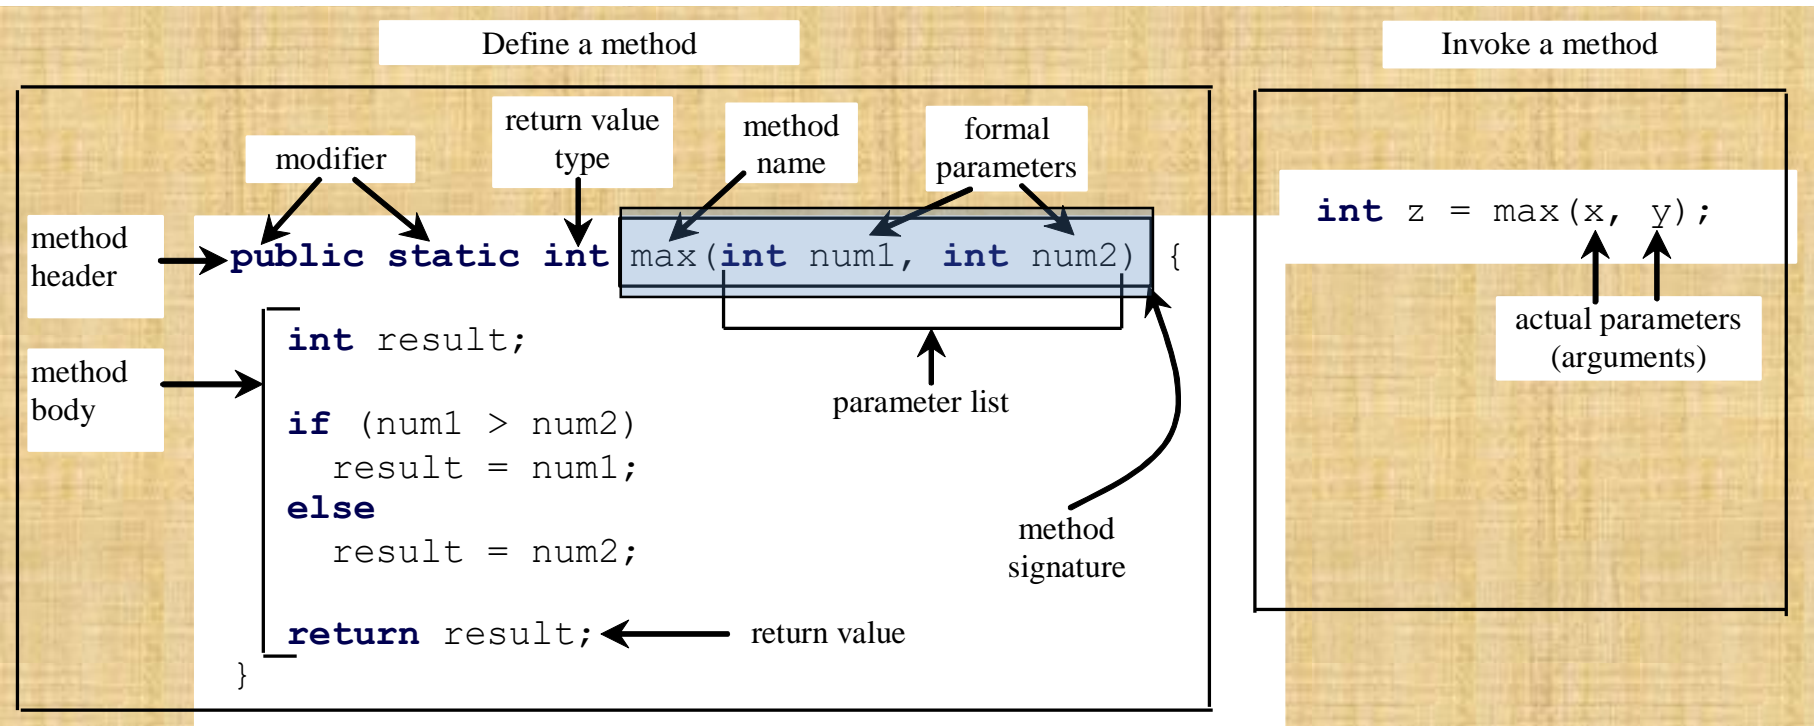 Define a method
Invoke a method
return value
type
method
name
formal
parameters
modifier
method
header
public static int max(int num1, int num2) {
int result;
method
body
parameter list
if (num1 > num2)
result = num1;
else
result = num2;
method
signature
return result;
return value
}
int z = max(x, y);
actual parameters
(arguments)